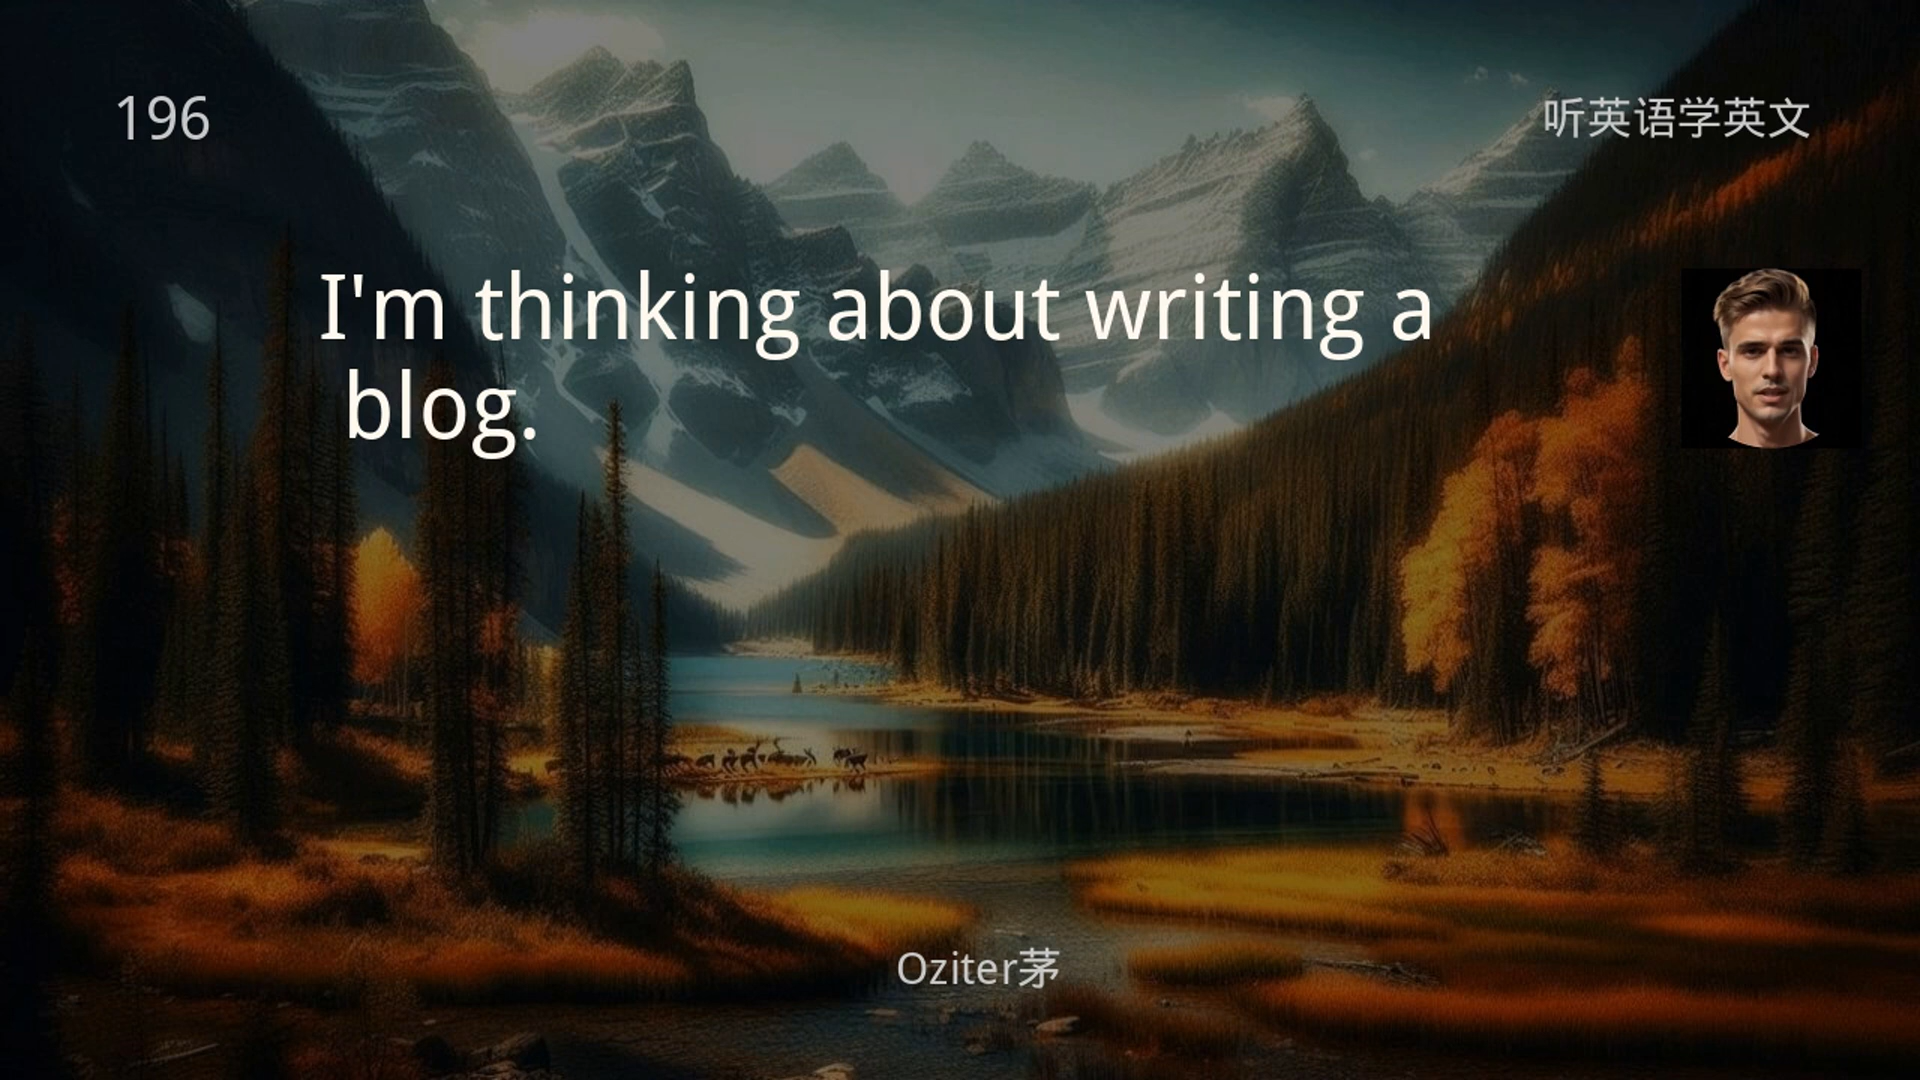 196
听英语学英文
I'm thinking about writing a
blog.
Oziter茅